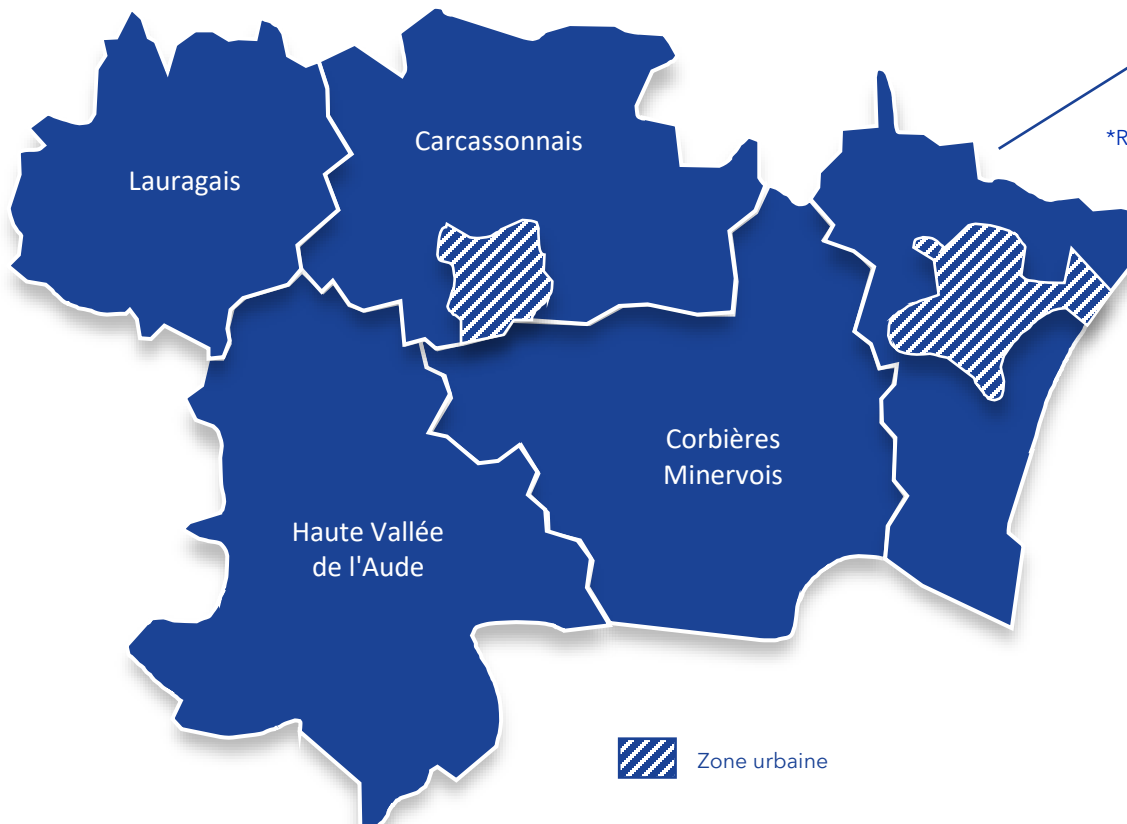 *R
Carcassonnais
Lauragais
Corbières
Minervois
Haute Vallée
de l'Aude
Zone urbaine